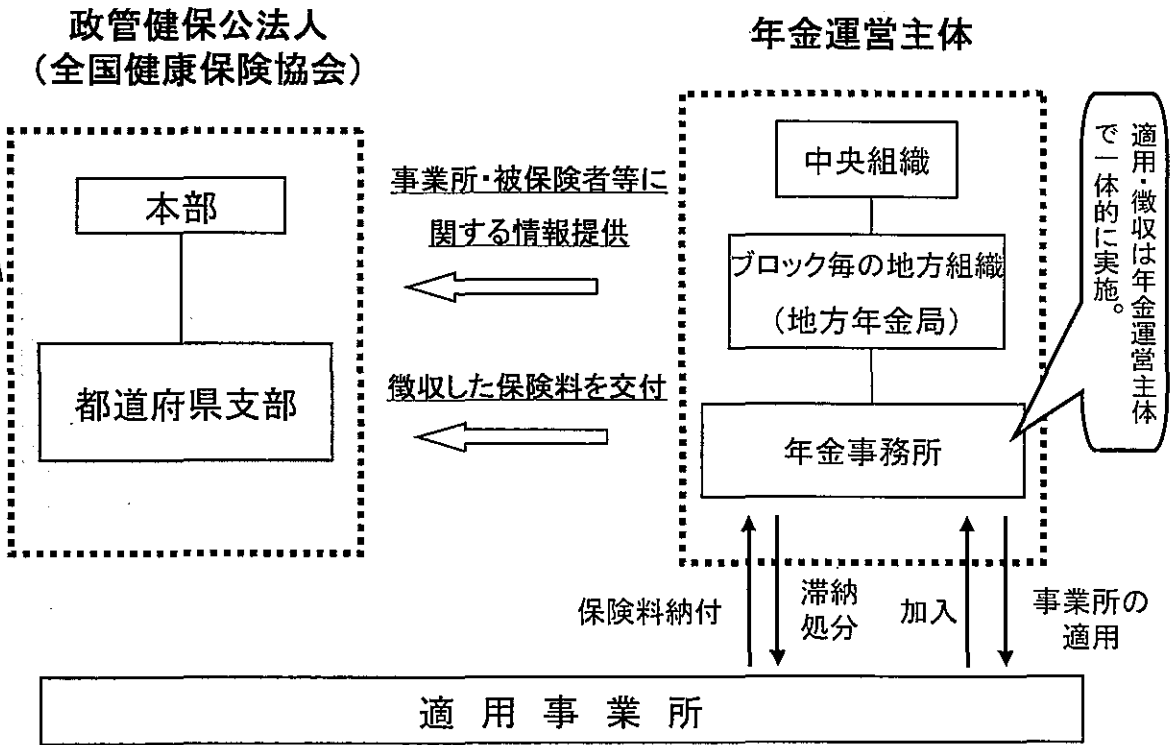 政管健保公法人
（全国健康保険協会）
本部
都道府県支部
事業所・被保険者等に
関する情報提供
徴収した保険料を交付
年金運営主体
中央組織
ブロック毎の地方組織
（地方年金局）
年金事務所
適用・徴収は年金運営主体
で一体的に実施。
保険料納付
滞納
処分
加入
事業所の
適用
適用事業所